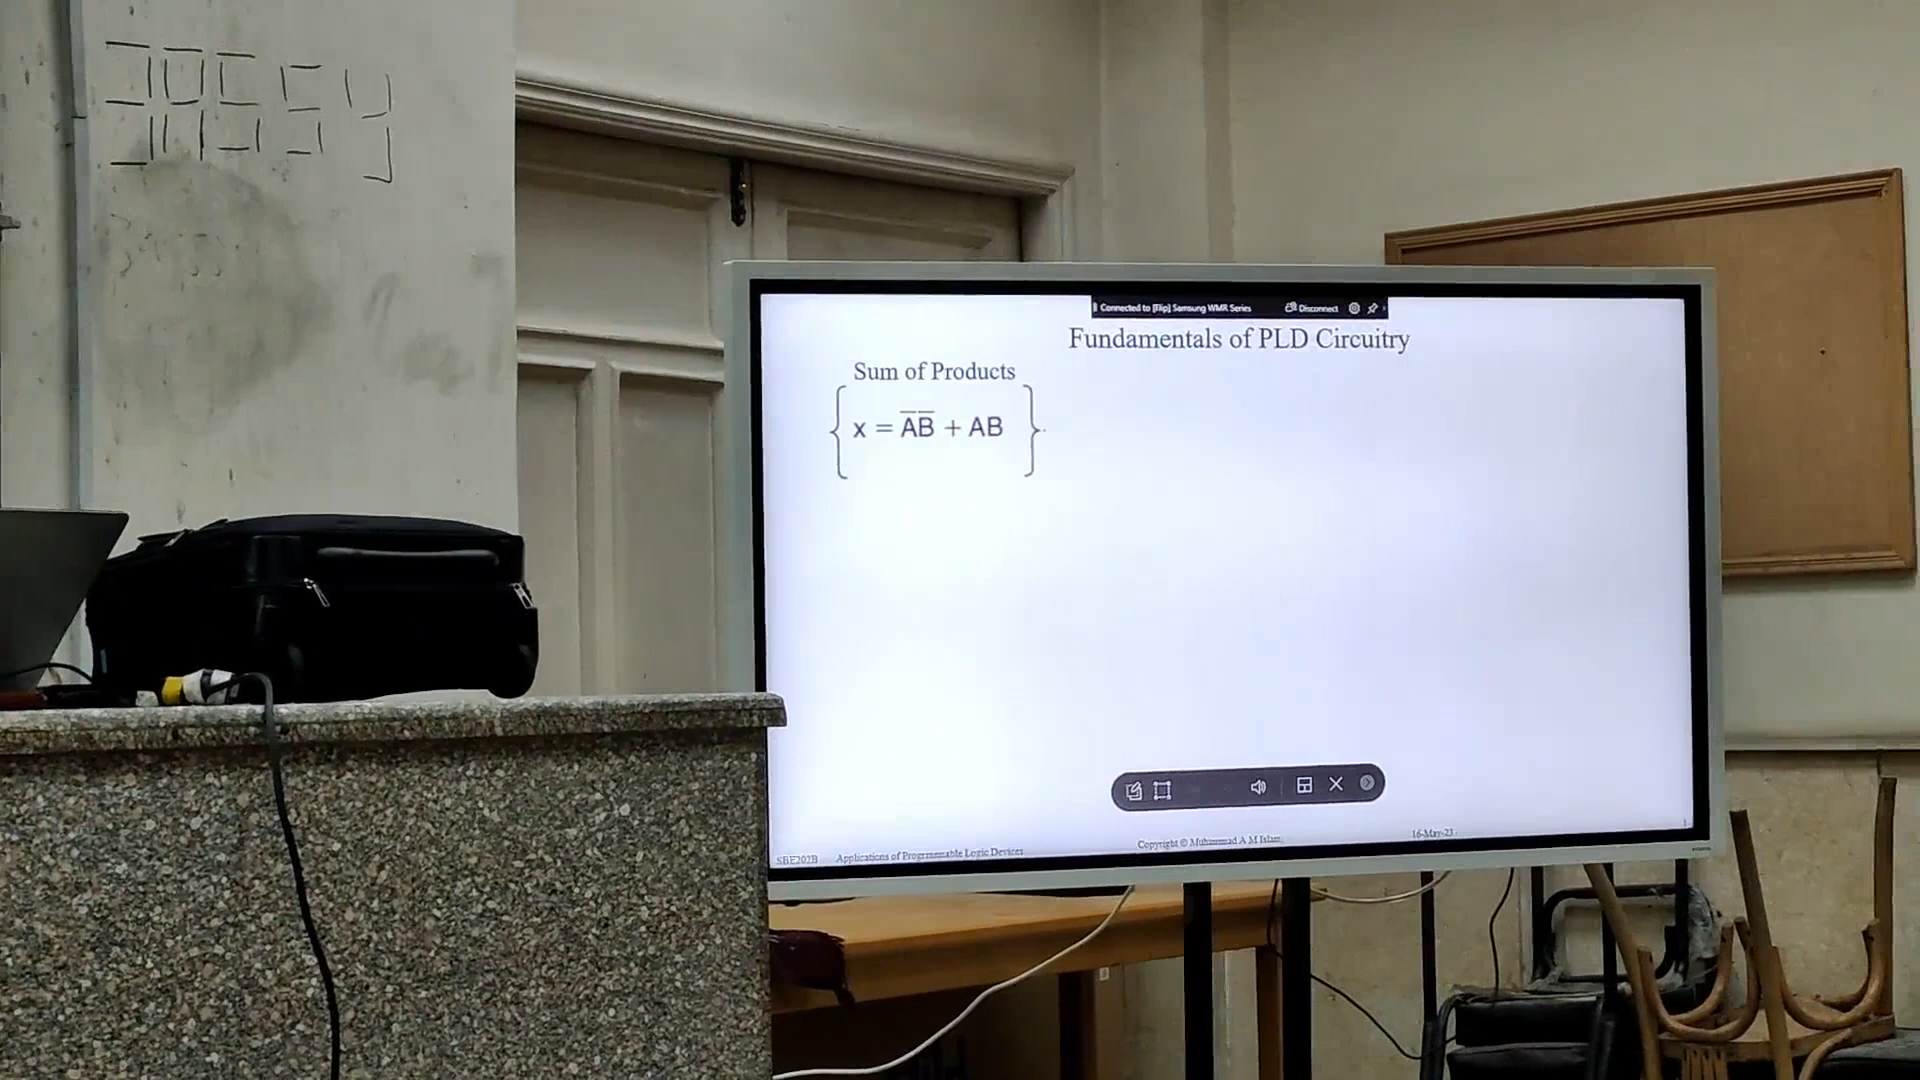 Connected to [Flip] Samsung WMR Series Disconnect
Fundamentals of PLD Circuitry
Sum of Products
x = A̅B̅ + AB
SBE202B Applications of Programmable Logic Devices Copyright © Muhammad A M Islam 16-May-23 1